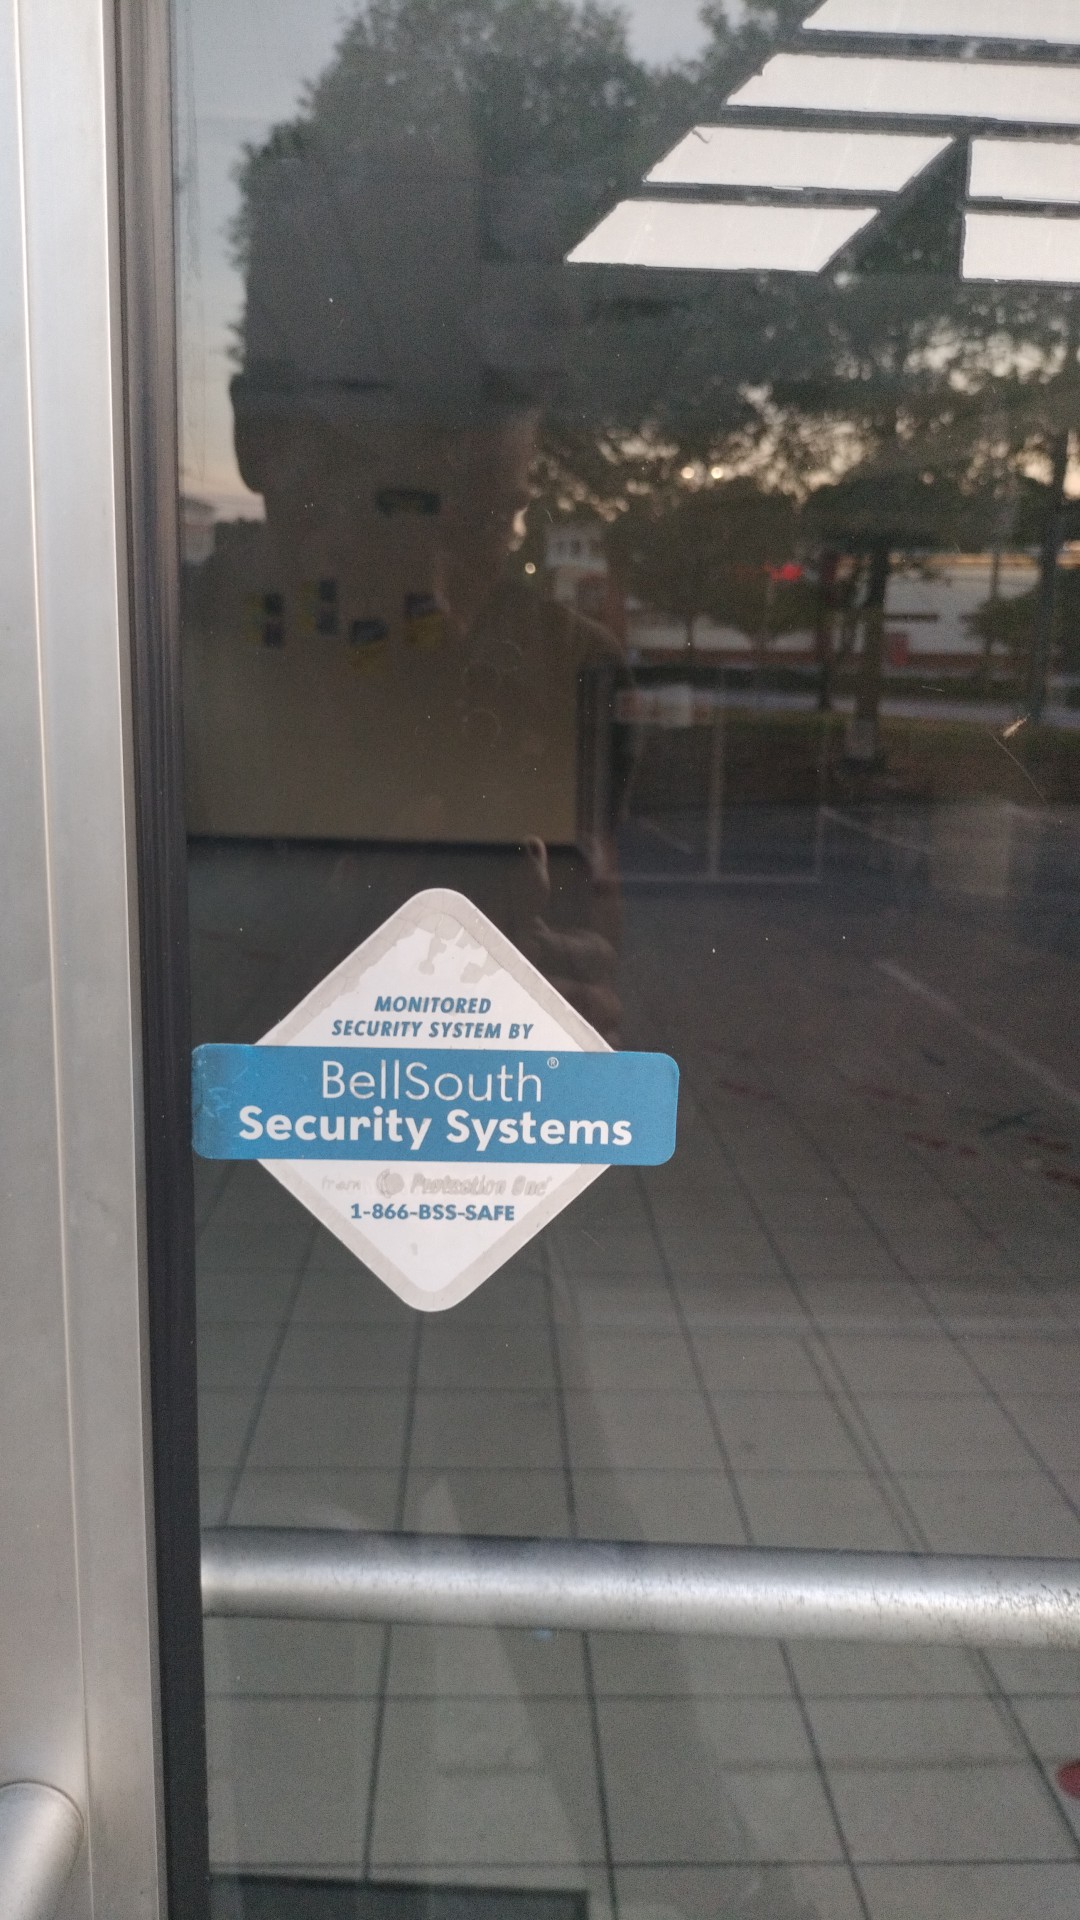 MONITORED
SECURITY SYSTEM BY
BellSouth®
Security Systems
from Protection One
1-866-BSS-SAFE